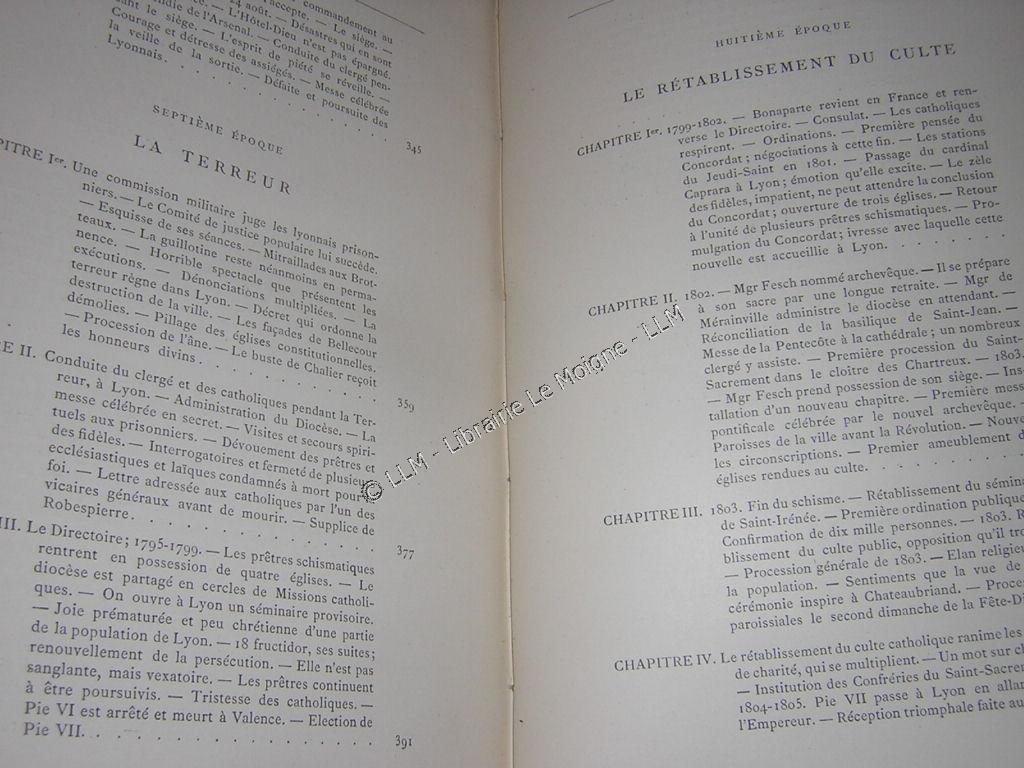 commandement au
accepte. — Le siège. —
24 août. — Désastres qui en sont
l'Arsenal. — L'Hôtel-Dieu n'est pas épargné.
sant le siège. — Conduite du clergé pen-
Courage et détresse des assiégés. — Messe célébrée
la veille de la sortie. — Défaite et poursuite des
Lyonnais. . . . . . . . . . . . 345
SEPTIÈME ÉPOQUE
LA TERREUR
PITRE Ier. Une commission militaire juge les lyonnais prison-
niers. — Le Comité de justice populaire lui succède.
— Esquisse de ses séances. — Mitraillades aux Brot-
teaux. — La guillotine reste néanmoins en perma-
nence. — Horrible spectacle que présentent les
exécutions. — Dénonciations multipliées. — La
terreur règne dans Lyon. — Décret qui ordonne la
destruction de la ville. — Les façades de Bellecour
démolies. — Pillage des églises constitutionnelles.
— Procession de l'âne. — Le buste de Chalier reçoit
les honneurs divins . . . . . . . . . 359
RE II. Conduite du clergé et des catholiques pendant la Ter-
reur, à Lyon. — Administration du Diocèse. — La
messe célébrée en secret. — Visites et secours spiri-
tuels aux prisonniers. — Dévouement des prêtres et
des fidèles. — Interrogatoires et fermeté de plusieurs
ecclésiastiques et laïques condamnés à mort pour la
foi. — Lettre adressée aux catholiques par l'un des
vicaires généraux avant de mourir. — Supplice de
Robespierre. . . . . . . . . . . . 377
III. Le Directoire; 1795-1799. — Les prêtres schismatiques
rentrent en possession de quatre églises. — Le
diocèse est partagé en cercles de Missions catholi-
ques. — On ouvre à Lyon un séminaire provisoire.
— Joie prématurée et peu chrétienne d'une partie
de la population de Lyon. — 18 fructidor, ses suites;
renouvellement de la persécution. — Elle n'est pas
sanglante, mais vexatoire. — Les prêtres continuent
à être poursuivis. — Tristesse des catholiques. —
Pie VI est arrêté et meurt à Valence. — Election de
Pie VII. . . . . . . . . . . . . . 391
HUITIÈME ÉPOQUE
LE RÉTABLISSEMENT DU CULTE
CHAPITRE Ier. 1799-1802. — Bonaparte revient en France et ren-
verse le Directoire. — Consulat. — Les catholiques
respirent. — Ordinations. — Première pensée du
Concordat; négociations à cette fin. — Les stations
du Jeudi-Saint en 1801. — Passage du cardinal
Caprara à Lyon; émotion qu'elle excite. — Le zèle
des fidèles, impatient, ne peut attendre la conclusion
du Concordat; ouverture de trois églises. — Retour
à l'unité de plusieurs prêtres schismatiques. — Pro-
mulgation du Concordat; ivresse avec laquelle cette
nouvelle est accueillie à Lyon. . . . . . . .
CHAPITRE II. 1802. — Mgr Fesch nommé archevêque. — Il se prépare
à son sacre par une longue retraite. — Mgr de
Mérainville administre le diocèse en attendant. —
Réconciliation de la basilique de Saint-Jean. —
Messe de la Pentecôte à la cathédrale; un nombreux
clergé y assiste. — Première procession du Saint-
Sacrement dans le cloître des Chartreux. — 1803.
— Mgr Fesch prend possession de son siège. — Ins-
tallation d'un nouveau chapitre. — Première mess
pontificale célébrée par le nouvel archevêque. —
Paroisses de la ville avant la Révolution. — Nouve
les circonscriptions. — Premier ameublement d
églises rendues au culte. . . . . . . . . .
CHAPITRE III. 1803. Fin du schisme. — Rétablissement du sémina
de Saint-Irénée. — Première ordination publique
Confirmation de dix mille personnes. — 1803. R
blissement du culte public, opposition qu'il tro
— Procession générale de 1803. — Elan religieu
la population. — Sentiments que la vue de
cérémonie inspire à Chateaubriand. — Proces
paroissiales le second dimanche de la Fête-Di
CHAPITRE IV. Le rétablissement du culte catholique ranime les
de charité, qui se multiplient. — Un mot sur ch
— Institution des Confréries du Saint-Sacrem
1804-1805. Pie VII passe à Lyon en allan
l'Empereur. — Réception triomphale faite au
© LLM - Librairie Le Moigne - LLM